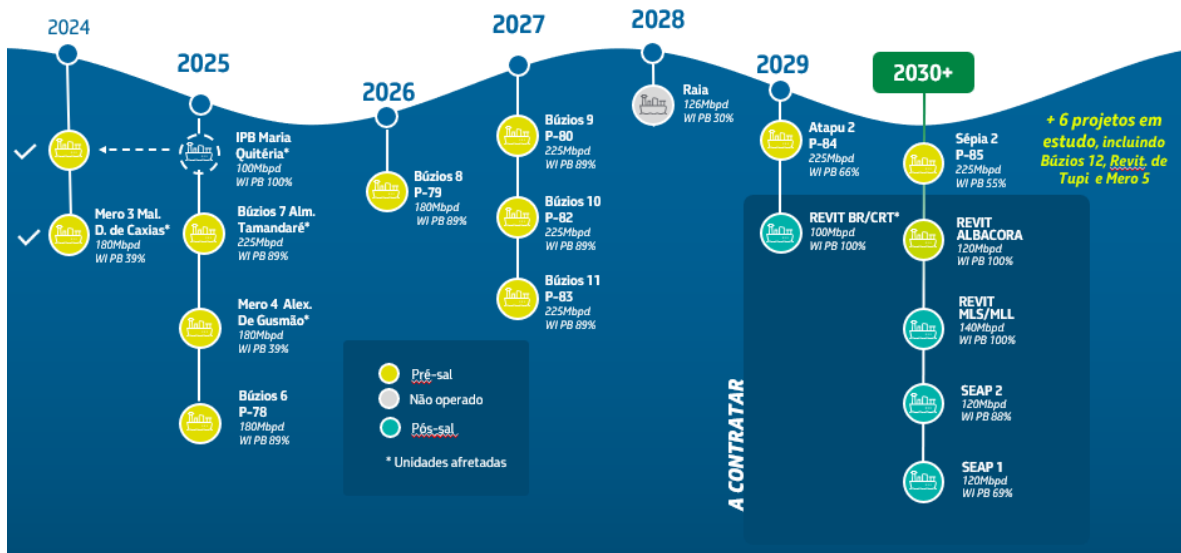 2024
Mero 3 Mal.
D. de Caxias*
180Mbpd
WI PB 39%
2025
IPB Maria
Quitéria*
100Mbpd
WI PB 100%
Búzios 7 Alm.
Tamandaré*
225Mbpd
WI PB 89%
Mero 4 Alex.
De Gusmão*
180Mbpd
WI PB 39%
Búzios 6
P-78
180Mbpd
WI PB 89%
2026
Búzios 8
P-79
180Mbpd
WI PB 89%
2027
Búzios 9
P-80
225Mbpd
WI PB 89%
Búzios 10
P-82
225Mbpd
WI PB 89%
Búzios 11
P-83
225Mbpd
WI PB 89%
2028
Raia
126Mbpd
WI PB 30%
2029
Atapu 2
P-84
225Mbpd
WI PB 66%
REVIT BR/CRT*
100Mbpd
WI PB 100%
2030+
Sépia 2
P-85
225Mbpd
WI PB 55%
REVIT
ALBACORA
120Mbpd
WI PB 100%
REVIT
MLS/MLL
140Mbpd
WI PB 100%
SEAP 2
120Mbpd
WI PB 88%
SEAP 1
120Mbpd
WI PB 69%
+ 6 projetos em
estudo, incluindo
Búzios 12, Revit. de
Tupi e Mero 5
A CONTRATAR
Pré-sal
Não operado
Pós-sal
* Unidades afretadas